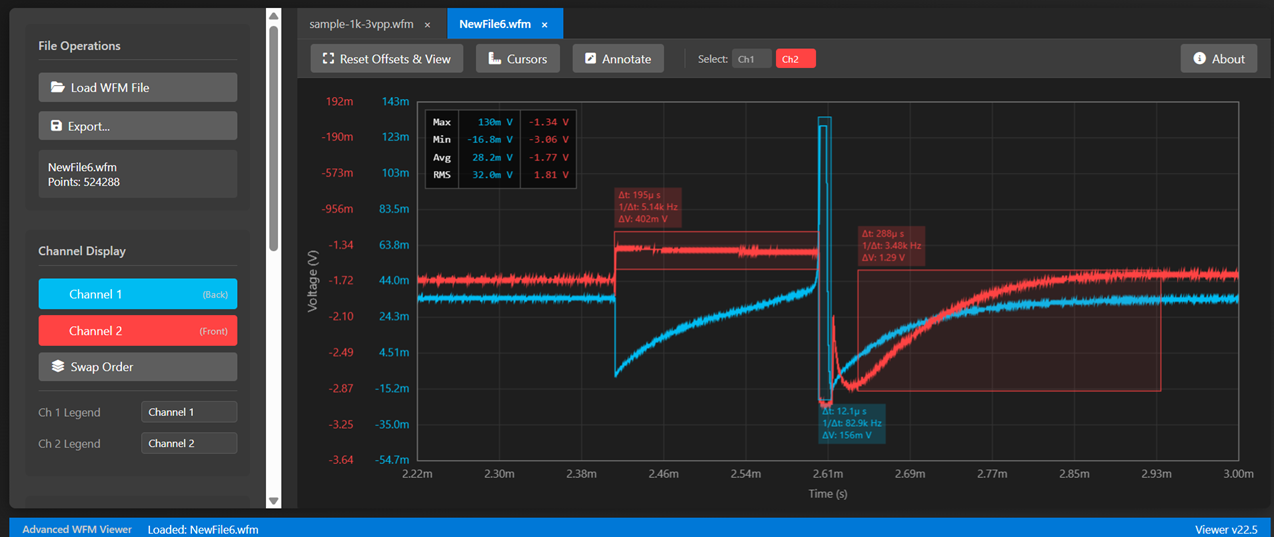 File Operations
Load WFM File
Export...
NewFile6.wfm
Points: 524288
Channel Display
Channel 1 (Back)
Channel 2 (Front)
Swap Order
Ch 1 Legend Channel 1
Ch 2 Legend Channel 2
sample-1k-3vpp.wfm × NewFile6.wfm ×
Reset Offsets & View Cursors Annotate Select: Ch1 Ch2 About
192m 143m
-190m 123m
-573m 103m
-956m 83.5m
-1.34 63.8m
-1.72 44.0m
-2.10 24.3m
-2.49 4.51m
-2.87 -15.2m
-3.25 -35.0m
-3.64 -54.7m
Voltage (V)
Max 130m V -1.34 V
Min -16.8m V -3.06 V
Avg 28.2m V -1.77 V
RMS 32.0m V 1.81 V
Δt: 195µ s
1/Δt: 5.14k Hz
ΔV: 402m V
Δt: 288µ s
1/Δt: 3.48k Hz
ΔV: 1.29 V
Δt: 12.1µ s
1/Δt: 82.9k Hz
ΔV: 156m V
2.22m 2.30m 2.38m 2.46m 2.54m 2.61m 2.69m 2.77m 2.85m 2.93m 3.00m
Time (s)
Advanced WFM Viewer Loaded: NewFile6.wfm Viewer v22.5